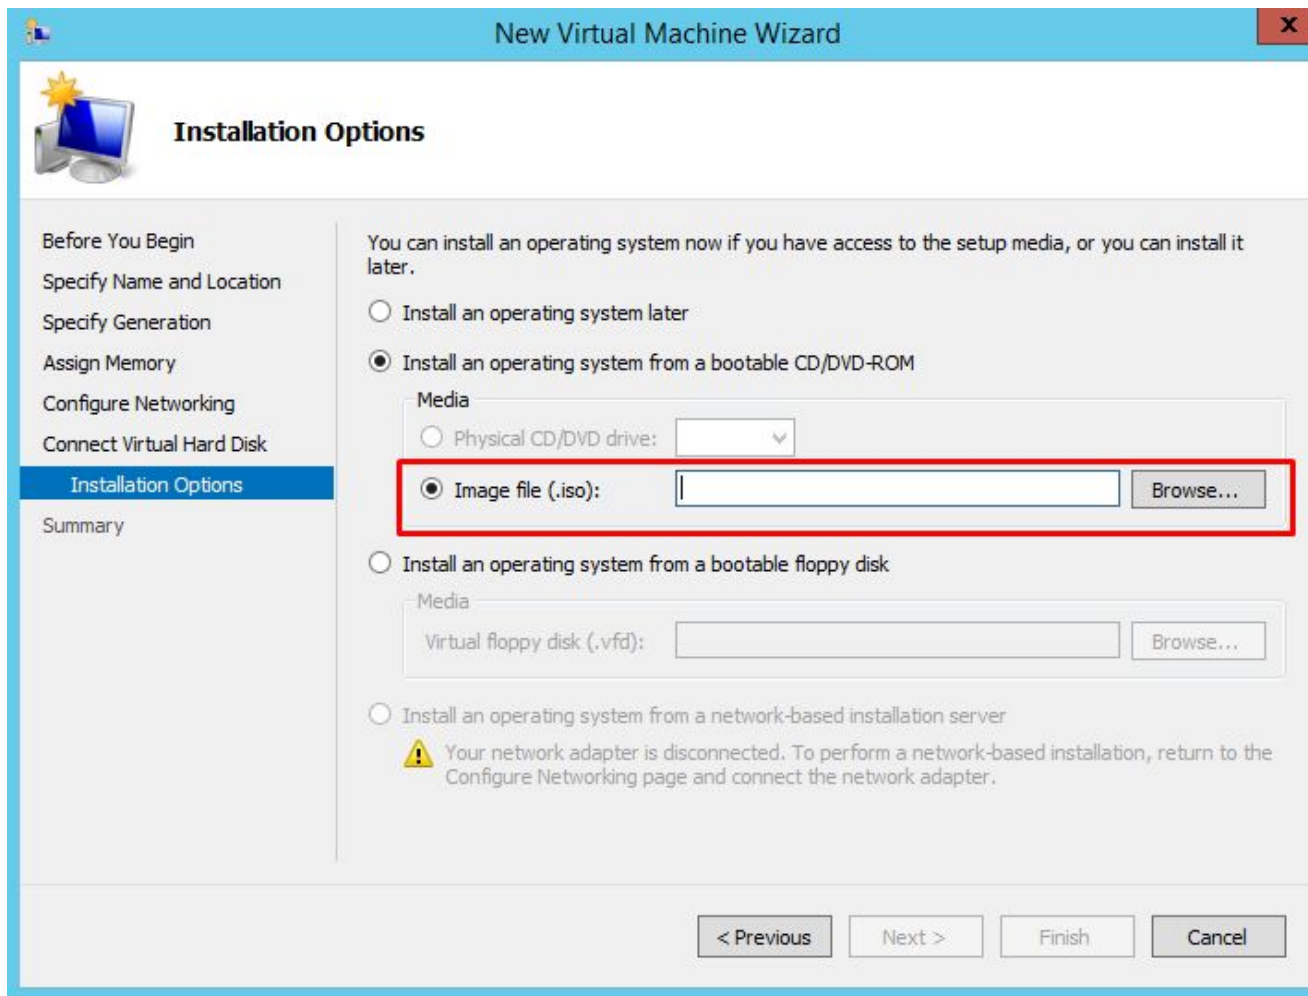 New Virtual Machine Wizard
x
Installation Options
Before You Begin
Specify Name and Location
Specify Generation
Assign Memory
Configure Networking
Connect Virtual Hard Disk
Installation Options
Summary
You can install an operating system now if you have access to the setup media, or you can install it
later.
Install an operating system later
Install an operating system from a bootable CD/DVD-ROM
Media
Physical CD/DVD drive:
Image file (.iso):
Browse...
Install an operating system from a bootable floppy disk
Media
Virtual floppy disk (.vfd):
Browse...
Install an operating system from a network-based installation server
Your network adapter is disconnected. To perform a network-based installation, return to the
Configure Networking page and connect the network adapter.
< Previous
Next >
Finish
Cancel